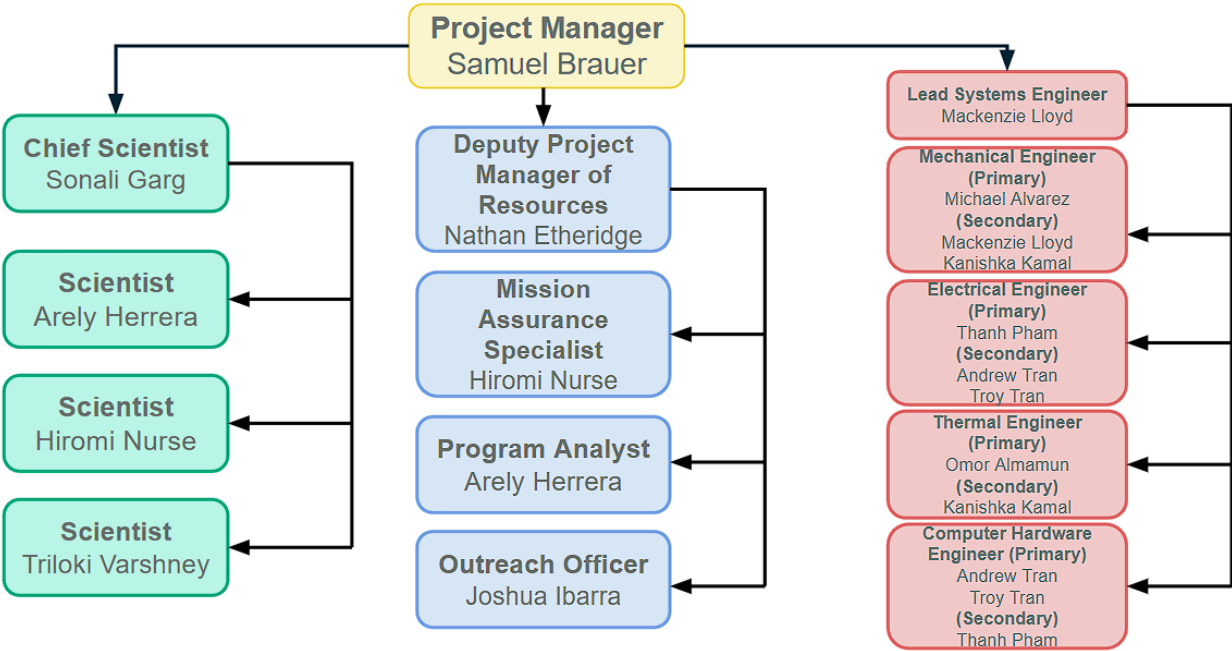 Project Manager
Samuel Brauer
Chief Scientist
Sonali Garg
Scientist
Arely Herrera
Scientist
Hiromi Nurse
Scientist
Triloki Varshney
Deputy Project
Manager of
Resources
Nathan Etheridge
Mission
Assurance
Specialist
Hiromi Nurse
Program Analyst
Arely Herrera
Outreach Officer
Joshua Ibarra
Lead Systems Engineer
Mackenzie Lloyd
Mechanical Engineer
(Primary)
Michael Alvarez
(Secondary)
Mackenzie Lloyd
Kanishka Kamal
Electrical Engineer
(Primary)
Thanh Pham
(Secondary)
Andrew Tran
Troy Tran
Thermal Engineer
(Primary)
Omor Almamun
(Secondary)
Kanishka Kamal
Computer Hardware
Engineer (Primary)
Andrew Tran
Troy Tran
(Secondary)
Thanh Pham